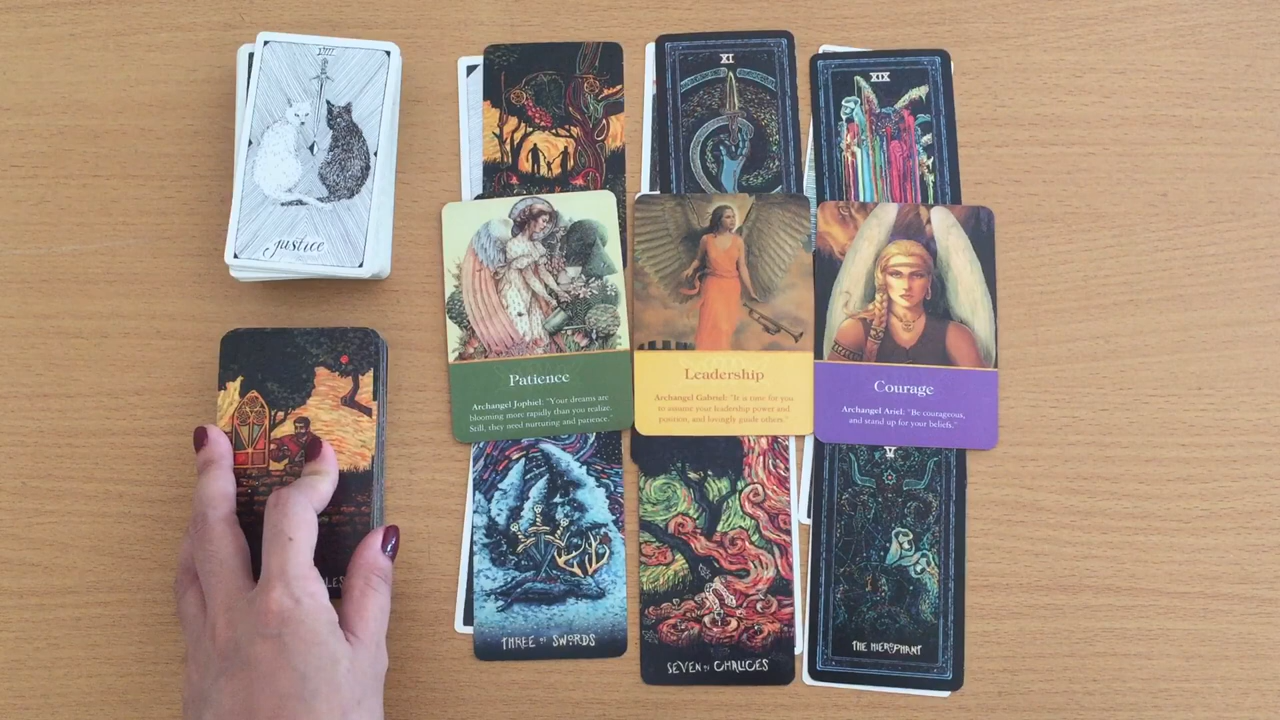 VIII
justice
XI
XIX
Patience
Archangel Jophiel: "Your dreams are
blooming more rapidly than you realize.
Still, they need nurturing and patience."
Leadership
Archangel Gabriel: "It is time for you
to assume your leadership power and
position, and lovingly guide others."
Courage
Archangel Ariel: "Be courageous,
and stand up for your beliefs."
V
THREE OF SWORDS
SEVEN OF CHALICES
THE HIEROPHANT